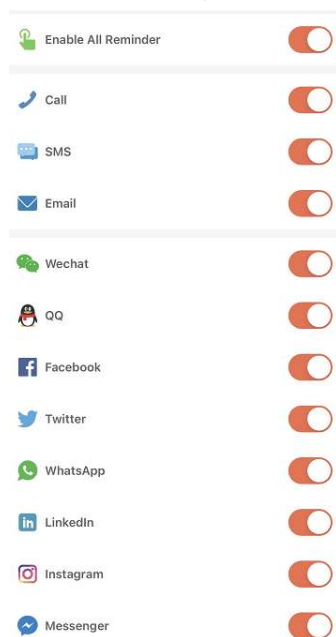 Enable All Reminder
Call
SMS
Email
Wechat
QQ
Facebook
Twitter
WhatsApp
LinkedIn
Instagram
Messenger